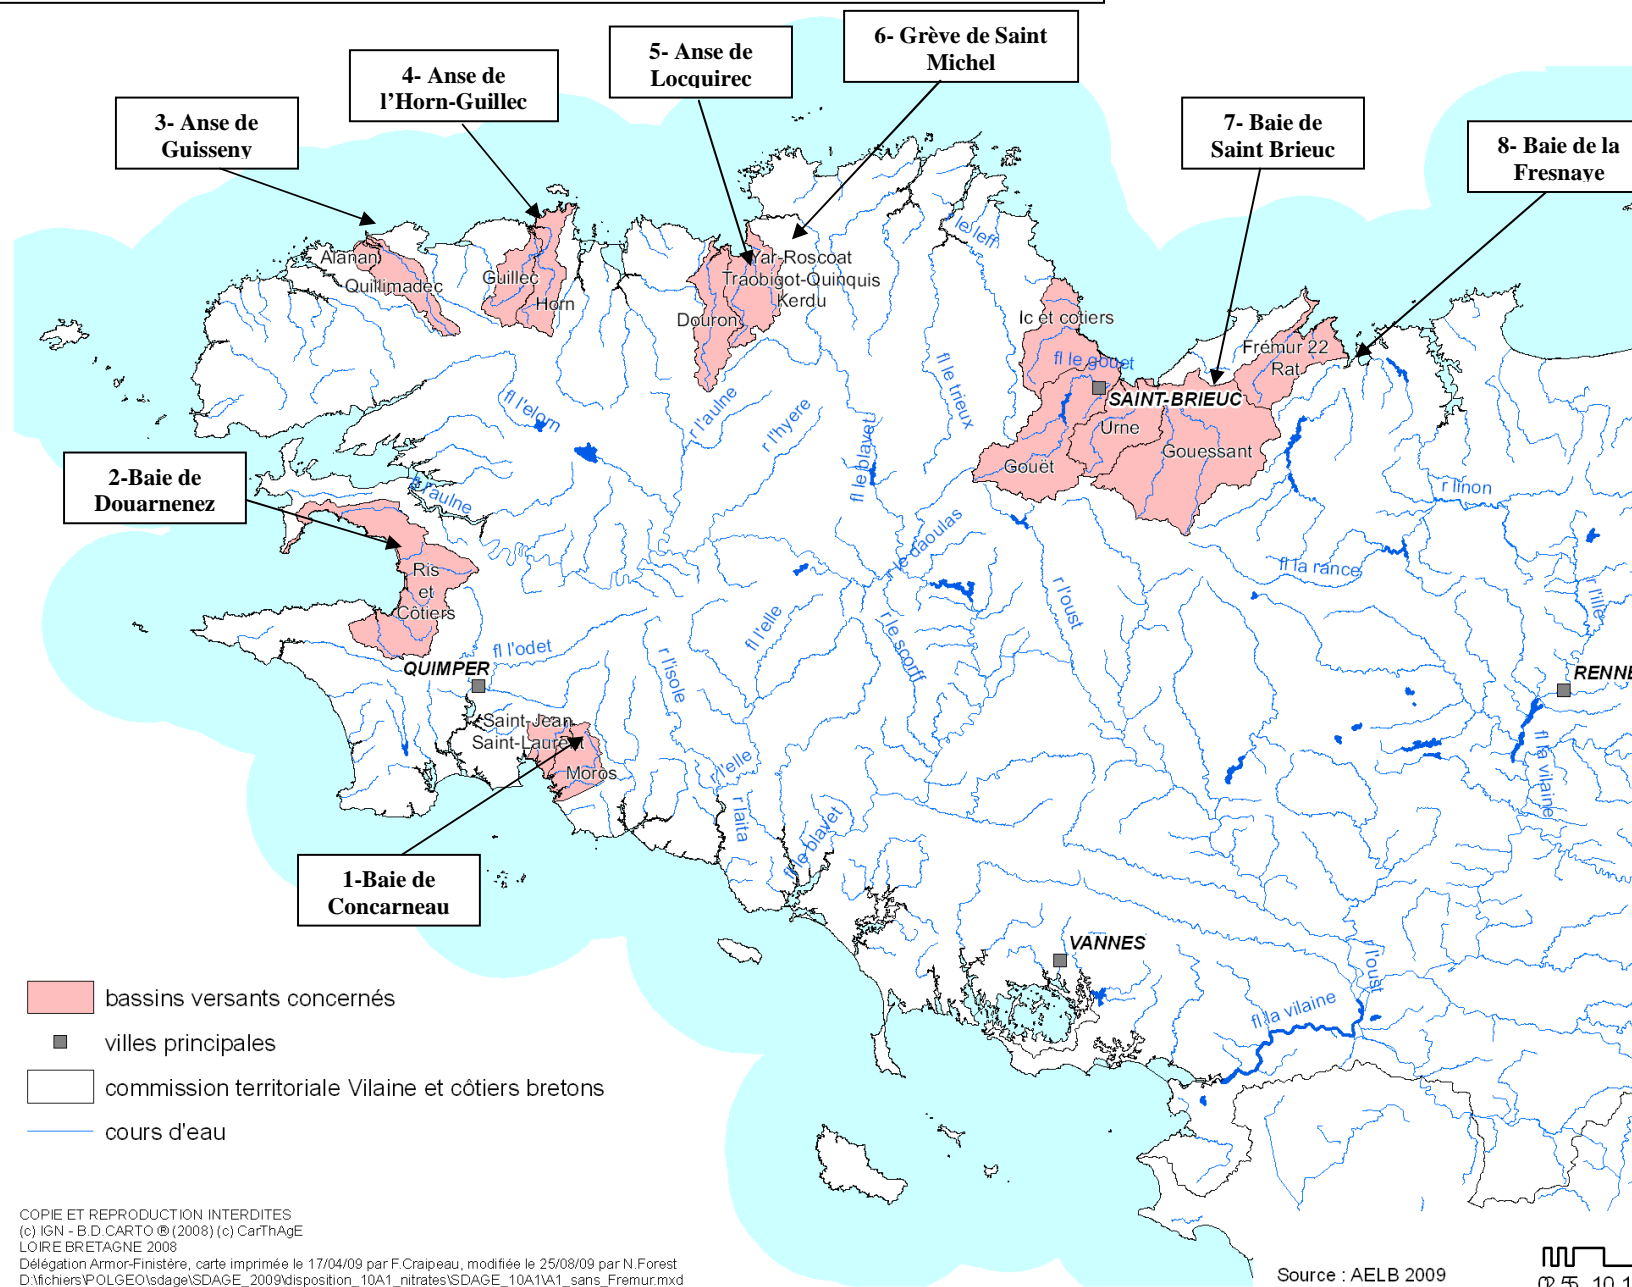 6- Grève de Saint
Michel
5- Anse de
Locquirec
4- Anse de
l'Horn-Guillec
3- Anse de
Guisseny
7- Baie de
Saint Brieuc
8- Baie de la
Fresnaye
r le leff
Alanan
Quillimadec
Guillec
Horn
Yar-Roscoat
Traobigot-Quinquis
Kerdu
Douron
Ic et cotiers
fl le gouet
Frémur 22
Rat
SAINT-BRIEUC
Urne
Gouessant
Gouët
fl le trieux
fl l'elorn
r l'aulne
r l'hyere
fl le blavet
2-Baie de
Douarnenez
r l'aulne
r linon
r le daoulas
fl la rance
r l'oust
r l'ille
Ris
et
Côtiers
fl l'elle
r le scorff
fl l'odet
QUIMPER
r l'isole
RENNE
Saint-Jean
Saint-Laurent
Moros
r l'elle
r laita
fl le blavet
fl la vilaine
1-Baie de
Concarneau
VANNES
r l'oust
fl la vilaine
bassins versants concernés
villes principales
commission territoriale Vilaine et côtiers bretons
cours d'eau
COPIE ET REPRODUCTION INTERDITES
(c) IGN - B.D.CARTO ® (2008) (c) CarThAgE
LOIRE BRETAGNE 2008
Délégation Armor-Finistère, carte imprimée le 17/04/09 par F.Craipeau, modifiée le 25/08/09 par N.Forest
D:\fichiers\POLGEO\sdage\SDAGE_2009\disposition_10A1_nitrates\SDAGE_10A1\A1_sans_Fremur.mxd
Source : AELB 2009